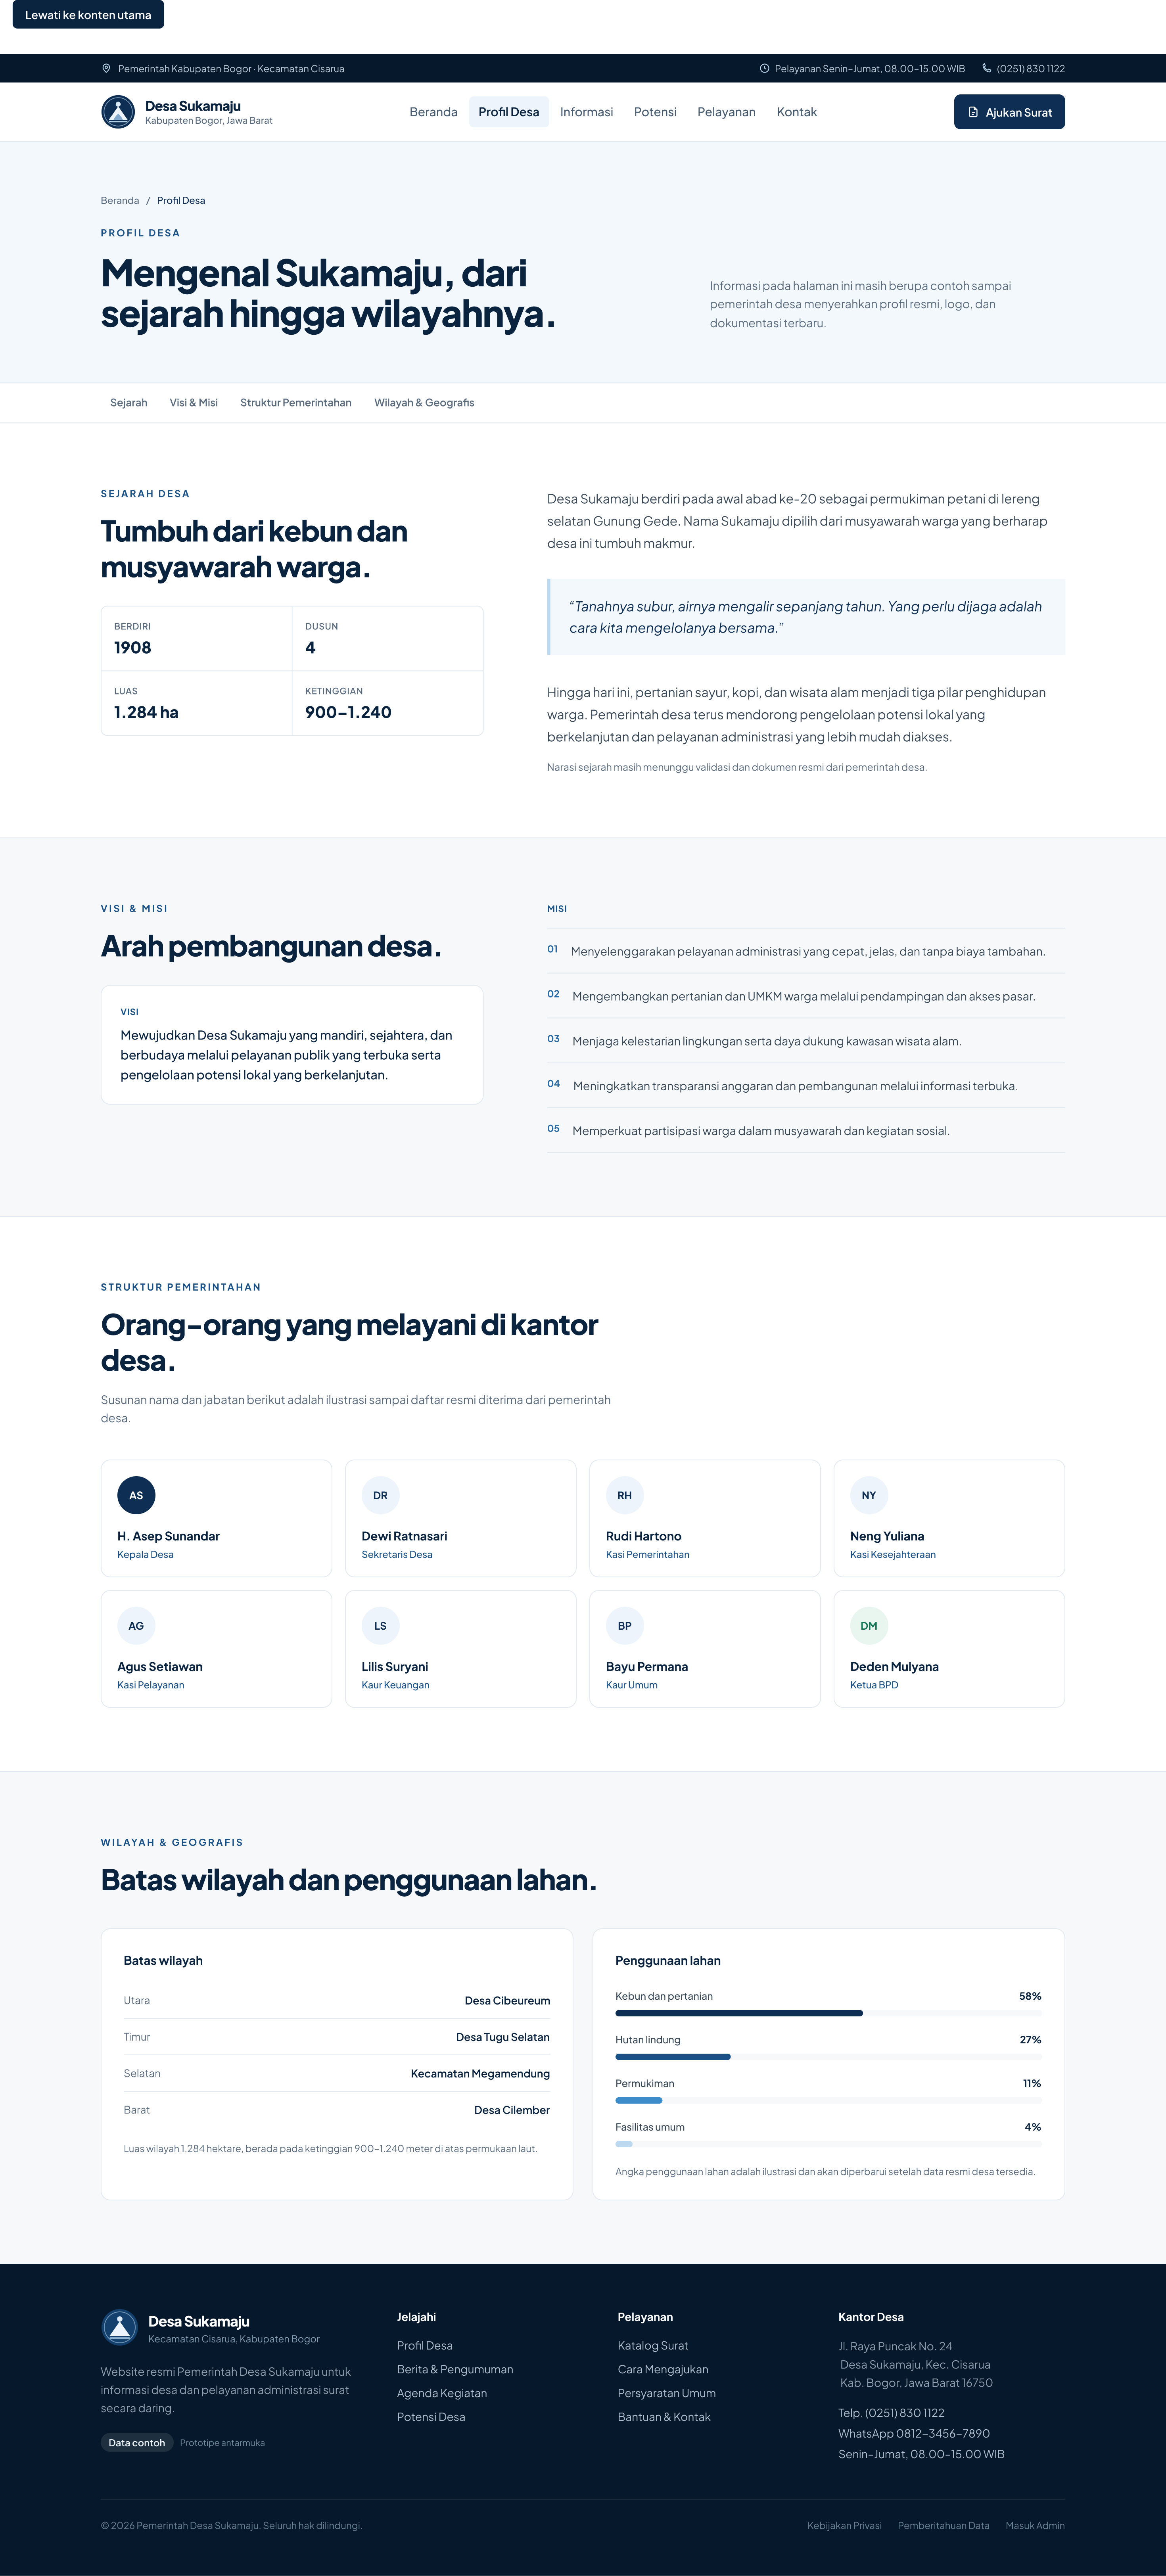 Lewati ke konten utama
Pemerintah Kabupaten Bogor · Kecamatan Cisarua
Pelayanan Senin–Jumat, 08.00–15.00 WIB
(0251) 830 1122
Desa Sukamaju
Kabupaten Bogor, Jawa Barat
Beranda
Profil Desa
Informasi
Potensi
Pelayanan
Kontak
Ajukan Surat
Beranda / Profil Desa
PROFIL DESA
Mengenal Sukamaju, dari
sejarah hingga wilayahnya.
Informasi pada halaman ini masih berupa contoh sampai
pemerintah desa menyerahkan profil resmi, logo, dan
dokumentasi terbaru.
Sejarah
Visi & Misi
Struktur Pemerintahan
Wilayah & Geografis
SEJARAH DESA
Tumbuh dari kebun dan
musyawarah warga.
BERDIRI
1908
DUSUN
4
LUAS
1.284 ha
KETINGGIAN
900–1.240
Desa Sukamaju berdiri pada awal abad ke-20 sebagai permukiman petani di lereng
selatan Gunung Gede. Nama Sukamaju dipilih dari musyawarah warga yang berharap
desa ini tumbuh makmur.
“Tanahnya subur, airnya mengalir sepanjang tahun. Yang perlu dijaga adalah
cara kita mengelolanya bersama.”
Hingga hari ini, pertanian sayur, kopi, dan wisata alam menjadi tiga pilar penghidupan
warga. Pemerintah desa terus mendorong pengelolaan potensi lokal yang
berkelanjutan dan pelayanan administrasi yang lebih mudah diakses.
Narasi sejarah masih menunggu validasi dan dokumen resmi dari pemerintah desa.
VISI & MISI
Arah pembangunan desa.
VISI
Mewujudkan Desa Sukamaju yang mandiri, sejahtera, dan
berbudaya melalui pelayanan publik yang terbuka serta
pengelolaan potensi lokal yang berkelanjutan.
MISI
01 Menyelenggarakan pelayanan administrasi yang cepat, jelas, dan tanpa biaya tambahan.
02 Mengembangkan pertanian dan UMKM warga melalui pendampingan dan akses pasar.
03 Menjaga kelestarian lingkungan serta daya dukung kawasan wisata alam.
04 Meningkatkan transparansi anggaran dan pembangunan melalui informasi terbuka.
05 Memperkuat partisipasi warga dalam musyawarah dan kegiatan sosial.
STRUKTUR PEMERINTAHAN
Orang-orang yang melayani di kantor
desa.
Susunan nama dan jabatan berikut adalah ilustrasi sampai daftar resmi diterima dari pemerintah
desa.
AS
H. Asep Sunandar
Kepala Desa
DR
Dewi Ratnasari
Sekretaris Desa
RH
Rudi Hartono
Kasi Pemerintahan
NY
Neng Yuliana
Kasi Kesejahteraan
AG
Agus Setiawan
Kasi Pelayanan
LS
Lilis Suryani
Kaur Keuangan
BP
Bayu Permana
Kaur Umum
DM
Deden Mulyana
Ketua BPD
WILAYAH & GEOGRAFIS
Batas wilayah dan penggunaan lahan.
Batas wilayah
Utara Desa Cibeureum
Timur Desa Tugu Selatan
Selatan Kecamatan Megamendung
Barat Desa Cilember
Luas wilayah 1.284 hektare, berada pada ketinggian 900–1.240 meter di atas permukaan laut.
Penggunaan lahan
Kebun dan pertanian 58%
Hutan lindung 27%
Permukiman 11%
Fasilitas umum 4%
Angka penggunaan lahan adalah ilustrasi dan akan diperbarui setelah data resmi desa tersedia.
Desa Sukamaju
Kecamatan Cisarua, Kabupaten Bogor
Website resmi Pemerintah Desa Sukamaju untuk
informasi desa dan pelayanan administrasi surat
secara daring.
Data contoh
Prototipe antarmuka
Jelajahi
Profil Desa
Berita & Pengumuman
Agenda Kegiatan
Potensi Desa
Pelayanan
Katalog Surat
Cara Mengajukan
Persyaratan Umum
Bantuan & Kontak
Kantor Desa
Jl. Raya Puncak No. 24
Desa Sukamaju, Kec. Cisarua
Kab. Bogor, Jawa Barat 16750
Telp. (0251) 830 1122
WhatsApp 0812-3456-7890
Senin–Jumat, 08.00–15.00 WIB
© 2026 Pemerintah Desa Sukamaju. Seluruh hak dilindungi.
Kebijakan Privasi
Pemberitahuan Data
Masuk Admin